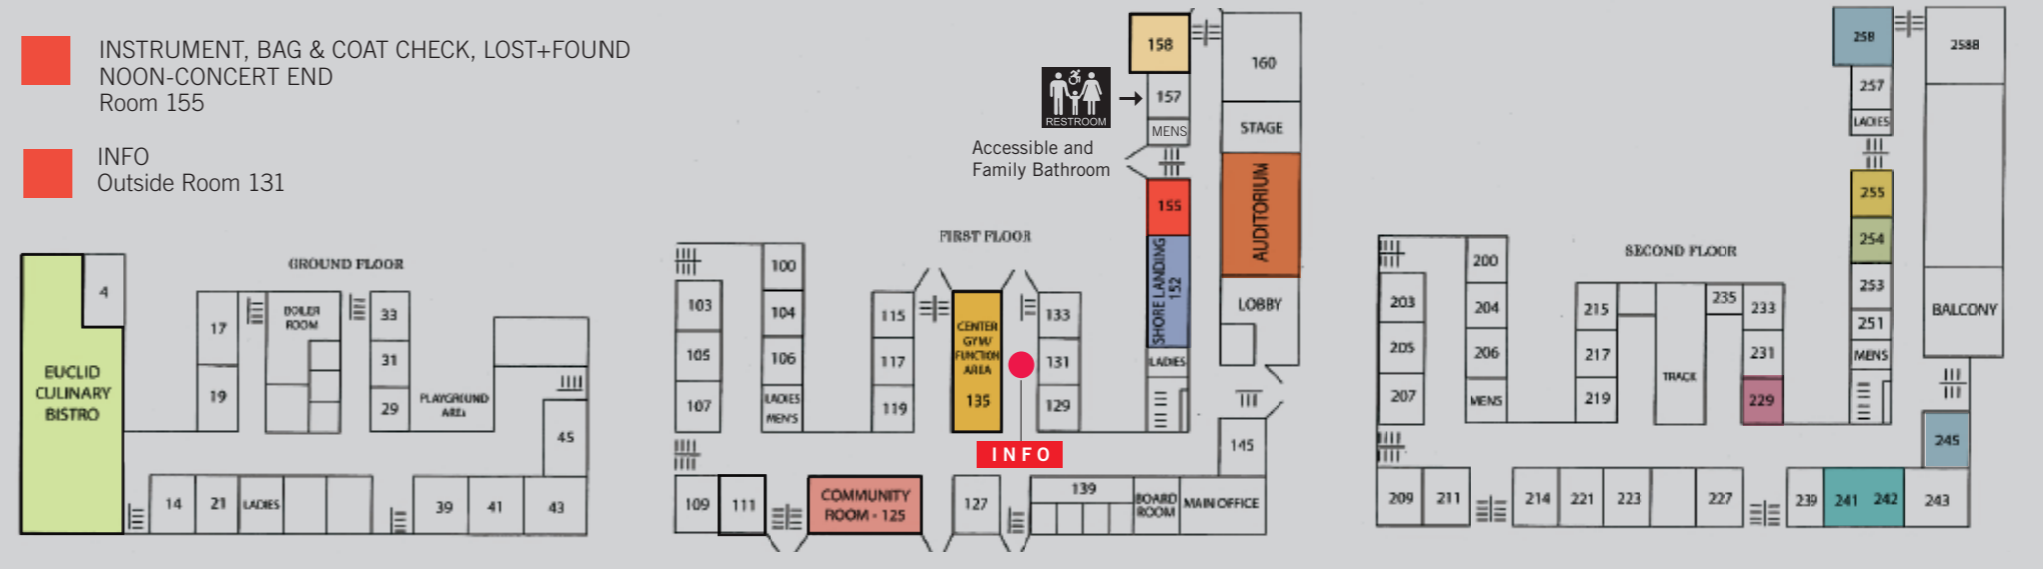 INSTRUMENT, BAG & COAT CHECK, LOST+FOUND
NOON-CONCERT END
Room 155
INFO
Outside Room 131
GROUND FLOOR
4
EUCLID
CULINARY
BISTRO
17
19
BOILER
ROOM
33
31
29
PLAYGROUND
AREA
45
14
21
LADIES
39
41
43
FIRST FLOOR
RESTROOM
Accessible and
Family Bathroom
158
157
MENS
155
SHORE LANDING
152
LADIES
160
STAGE
AUDITORIUM
LOBBY
100
103
104
105
106
107
LADIES
MEN'S
115
117
119
CENTER
GYM/
FUNCTION
AREA
135
133
131
129
INFO
145
109
111
COMMUNITY
ROOM - 125
127
139
BOARD
ROOM
MAIN OFFICE
SECOND FLOOR
258
258B
257
LADIES
255
254
253
251
MENS
BALCONY
200
203
204
205
206
207
MENS
215
217
219
TRACK
235
233
231
229
245
209
211
214
221
223
227
239
241
242
243